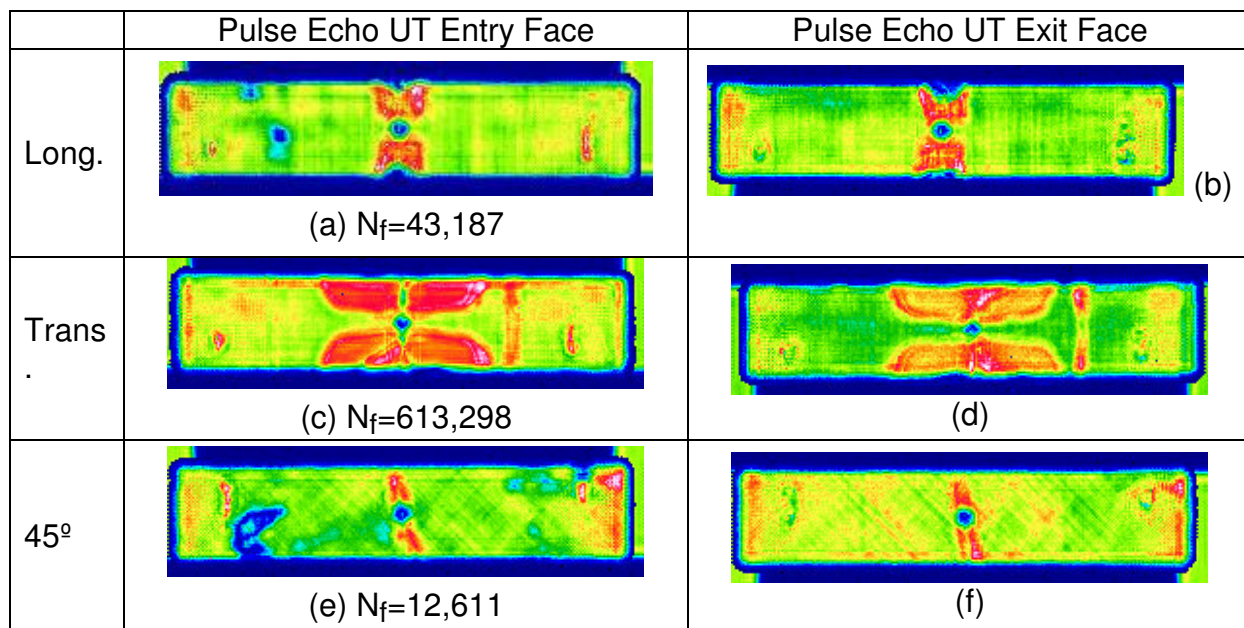 Pulse Echo UT Entry Face
Pulse Echo UT Exit Face
Long.
(a) Nf=43,187
(b)
Trans
.
(c) Nf=613,298
(d)
45º
(e) Nf=12,611
(f)